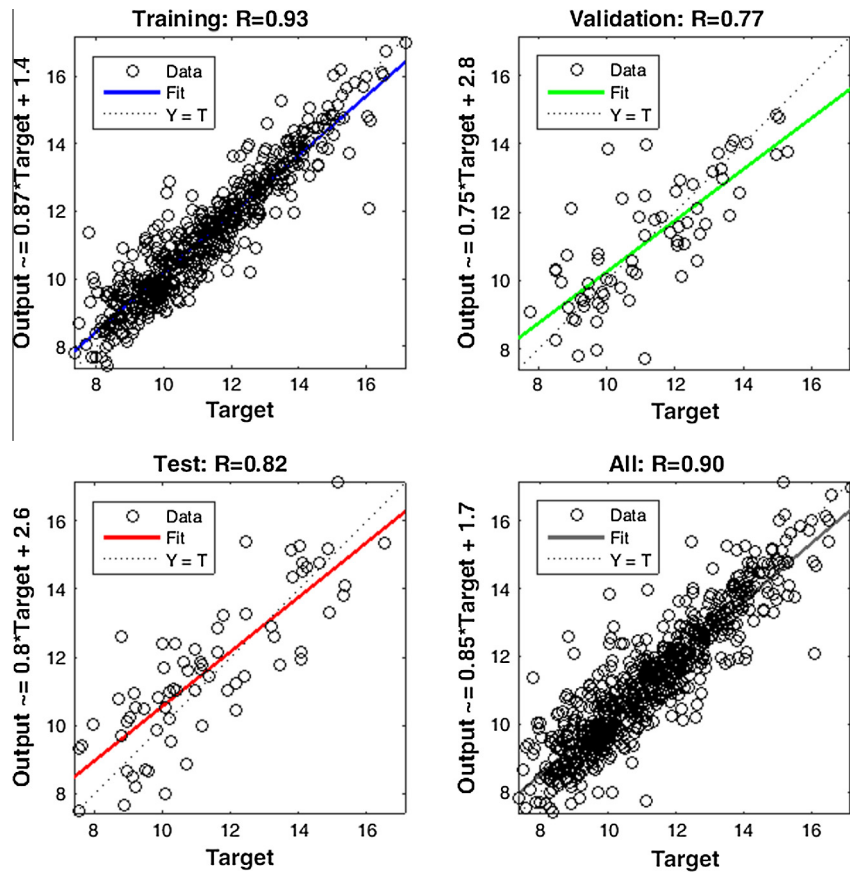 Training: R=0.93
Output ~= 0.87*Target + 1.4
16
14
12
10
8
Data
Fit
Y = T
8 10 12 14 16
Target
Validation: R=0.77
Output ~= 0.75*Target + 2.8
16
14
12
10
8
Data
Fit
Y = T
8 10 12 14 16
Target
Test: R=0.82
Output ~= 0.8*Target + 2.6
16
14
12
10
8
Data
Fit
Y = T
8 10 12 14 16
Target
All: R=0.90
Output ~= 0.85*Target + 1.7
16
14
12
10
8
Data
Fit
Y = T
8 10 12 14 16
Target